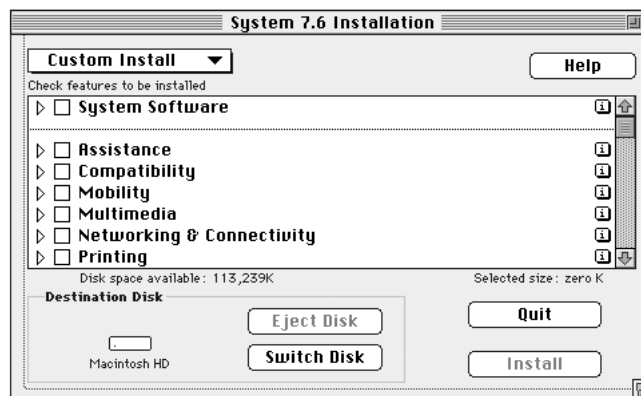 System 7.6 Installation
Custom Install
Help
Check features to be installed
System Software
Assistance
Compatibility
Mobility
Multimedia
Networking & Connectivity
Printing
Disk space available: 113,239K
Selected size: zero K
Destination Disk
Eject Disk
Quit
Macintosh HD
Switch Disk
Install